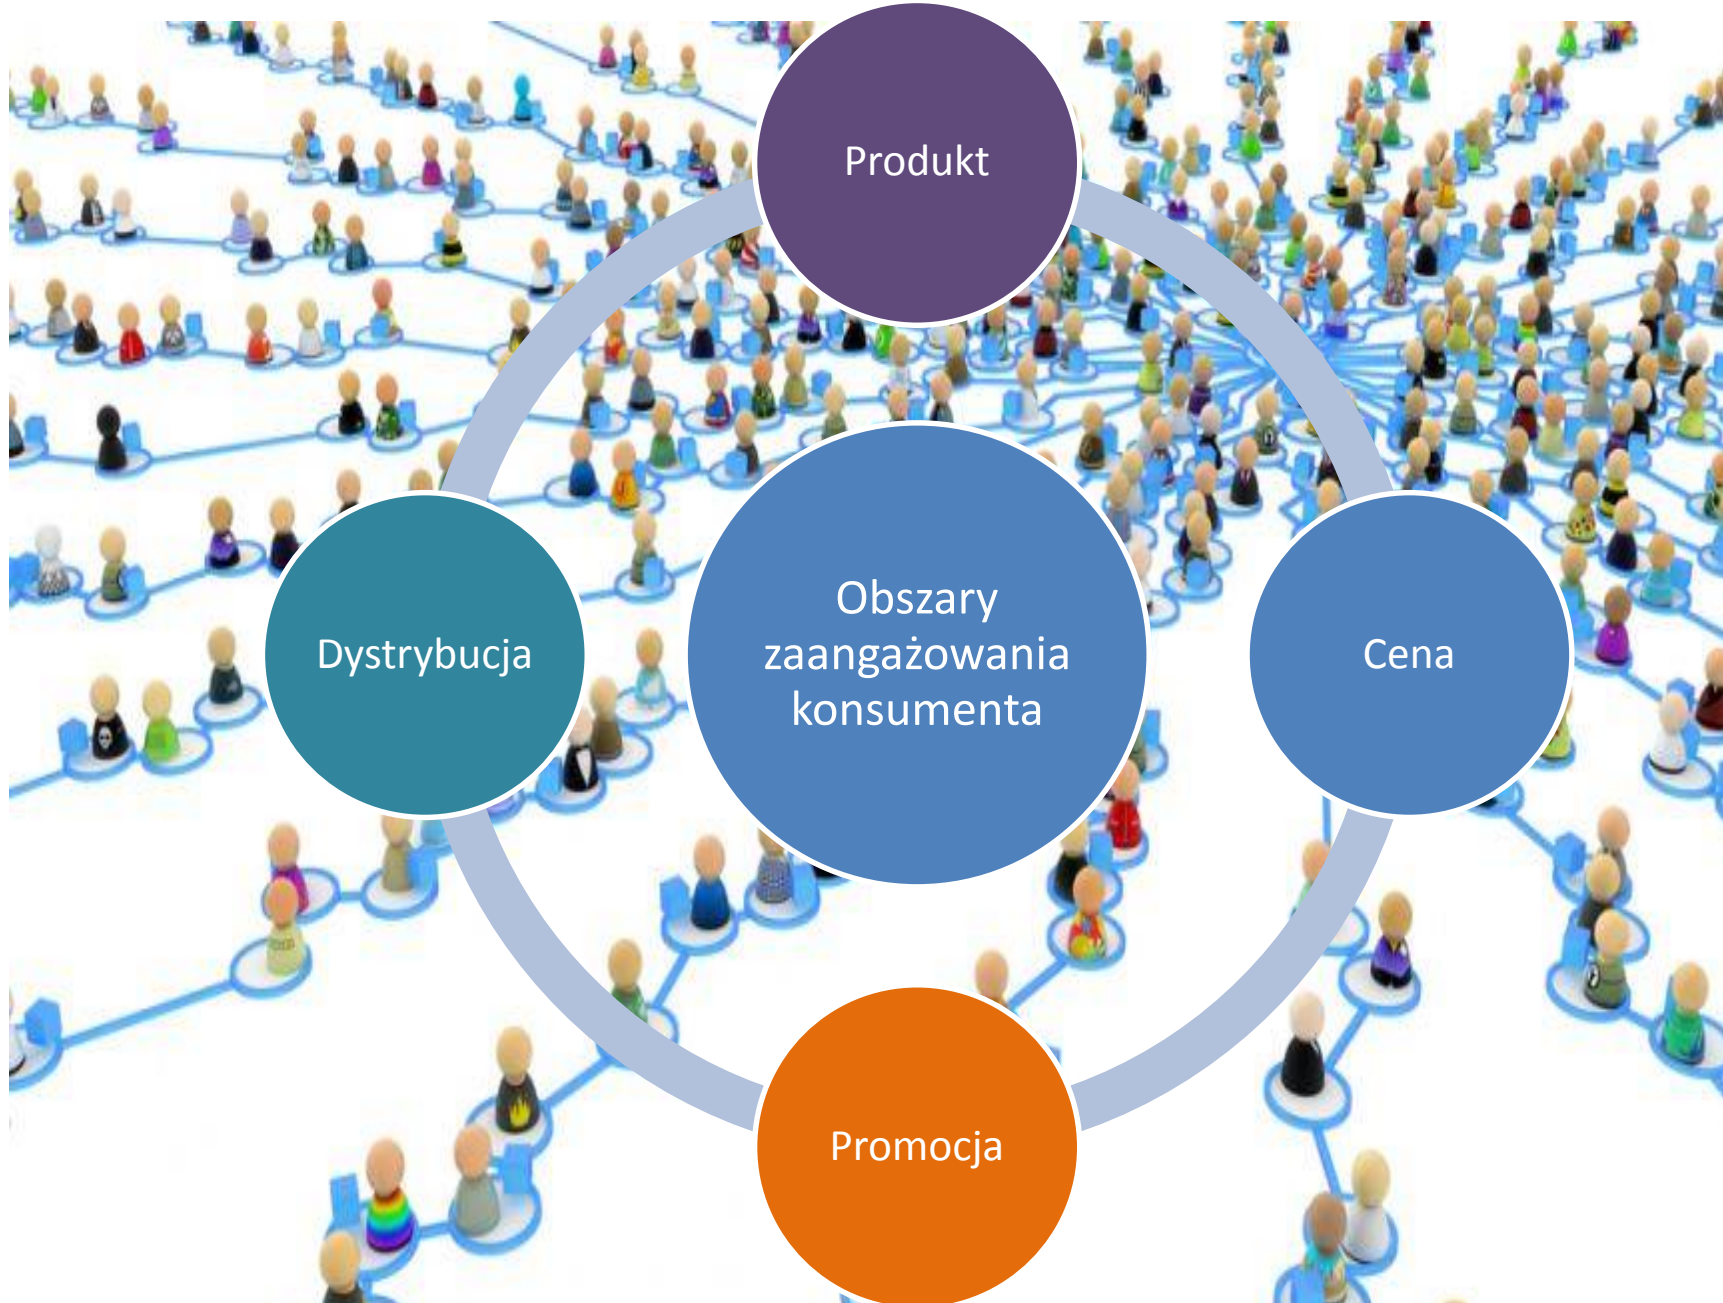 Produkt
Dystrybucja
Obszary
zaangażowania
konsumenta
Cena
Promocja